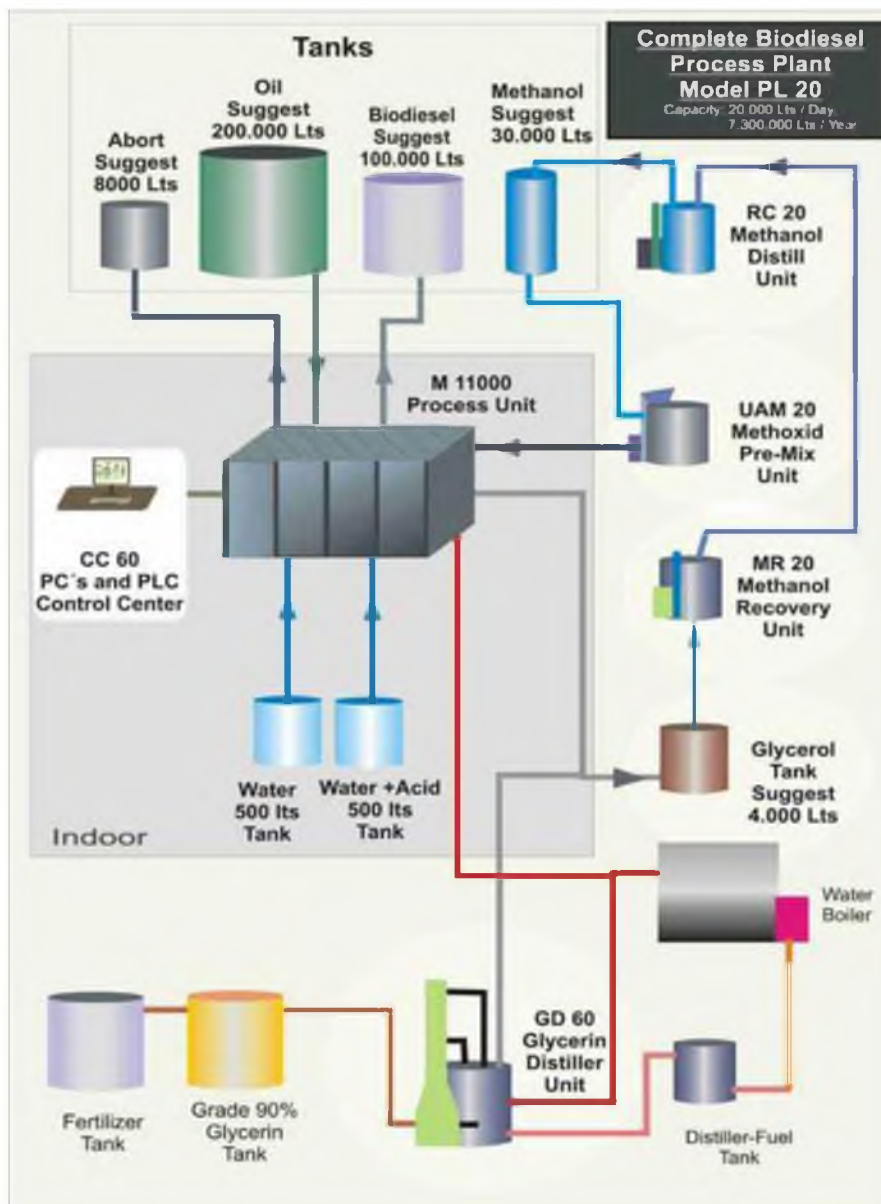 Complete Biodiesel
Process Plant
Model PL 20
Capacity: 20.000 Lts / Day
7.300.000 Lts / Year
Tanks
Abort
Suggest
8000 Lts
Oil
Suggest
200.000 Lts
Biodiesel
Suggest
100.000 Lts
Methanol
Suggest
30.000 Lts
RC 20
Methanol
Distill
Unit
M 11000
Process Unit
UAM 20
Methoxid
Pre-Mix
Unit
CC 60
PC´s and PLC
Control Center
MR 20
Methanol
Recovery
Unit
Water
500 lts
Tank
Water +Acid
500 lts
Tank
Glycerol
Tank
Suggest
4.000 Lts
Indoor
Water
Boiler
GD 60
Glycerin
Distiller
Unit
Fertilizer
Tank
Grade 90%
Glycerin
Tank
Distiller-Fuel
Tank